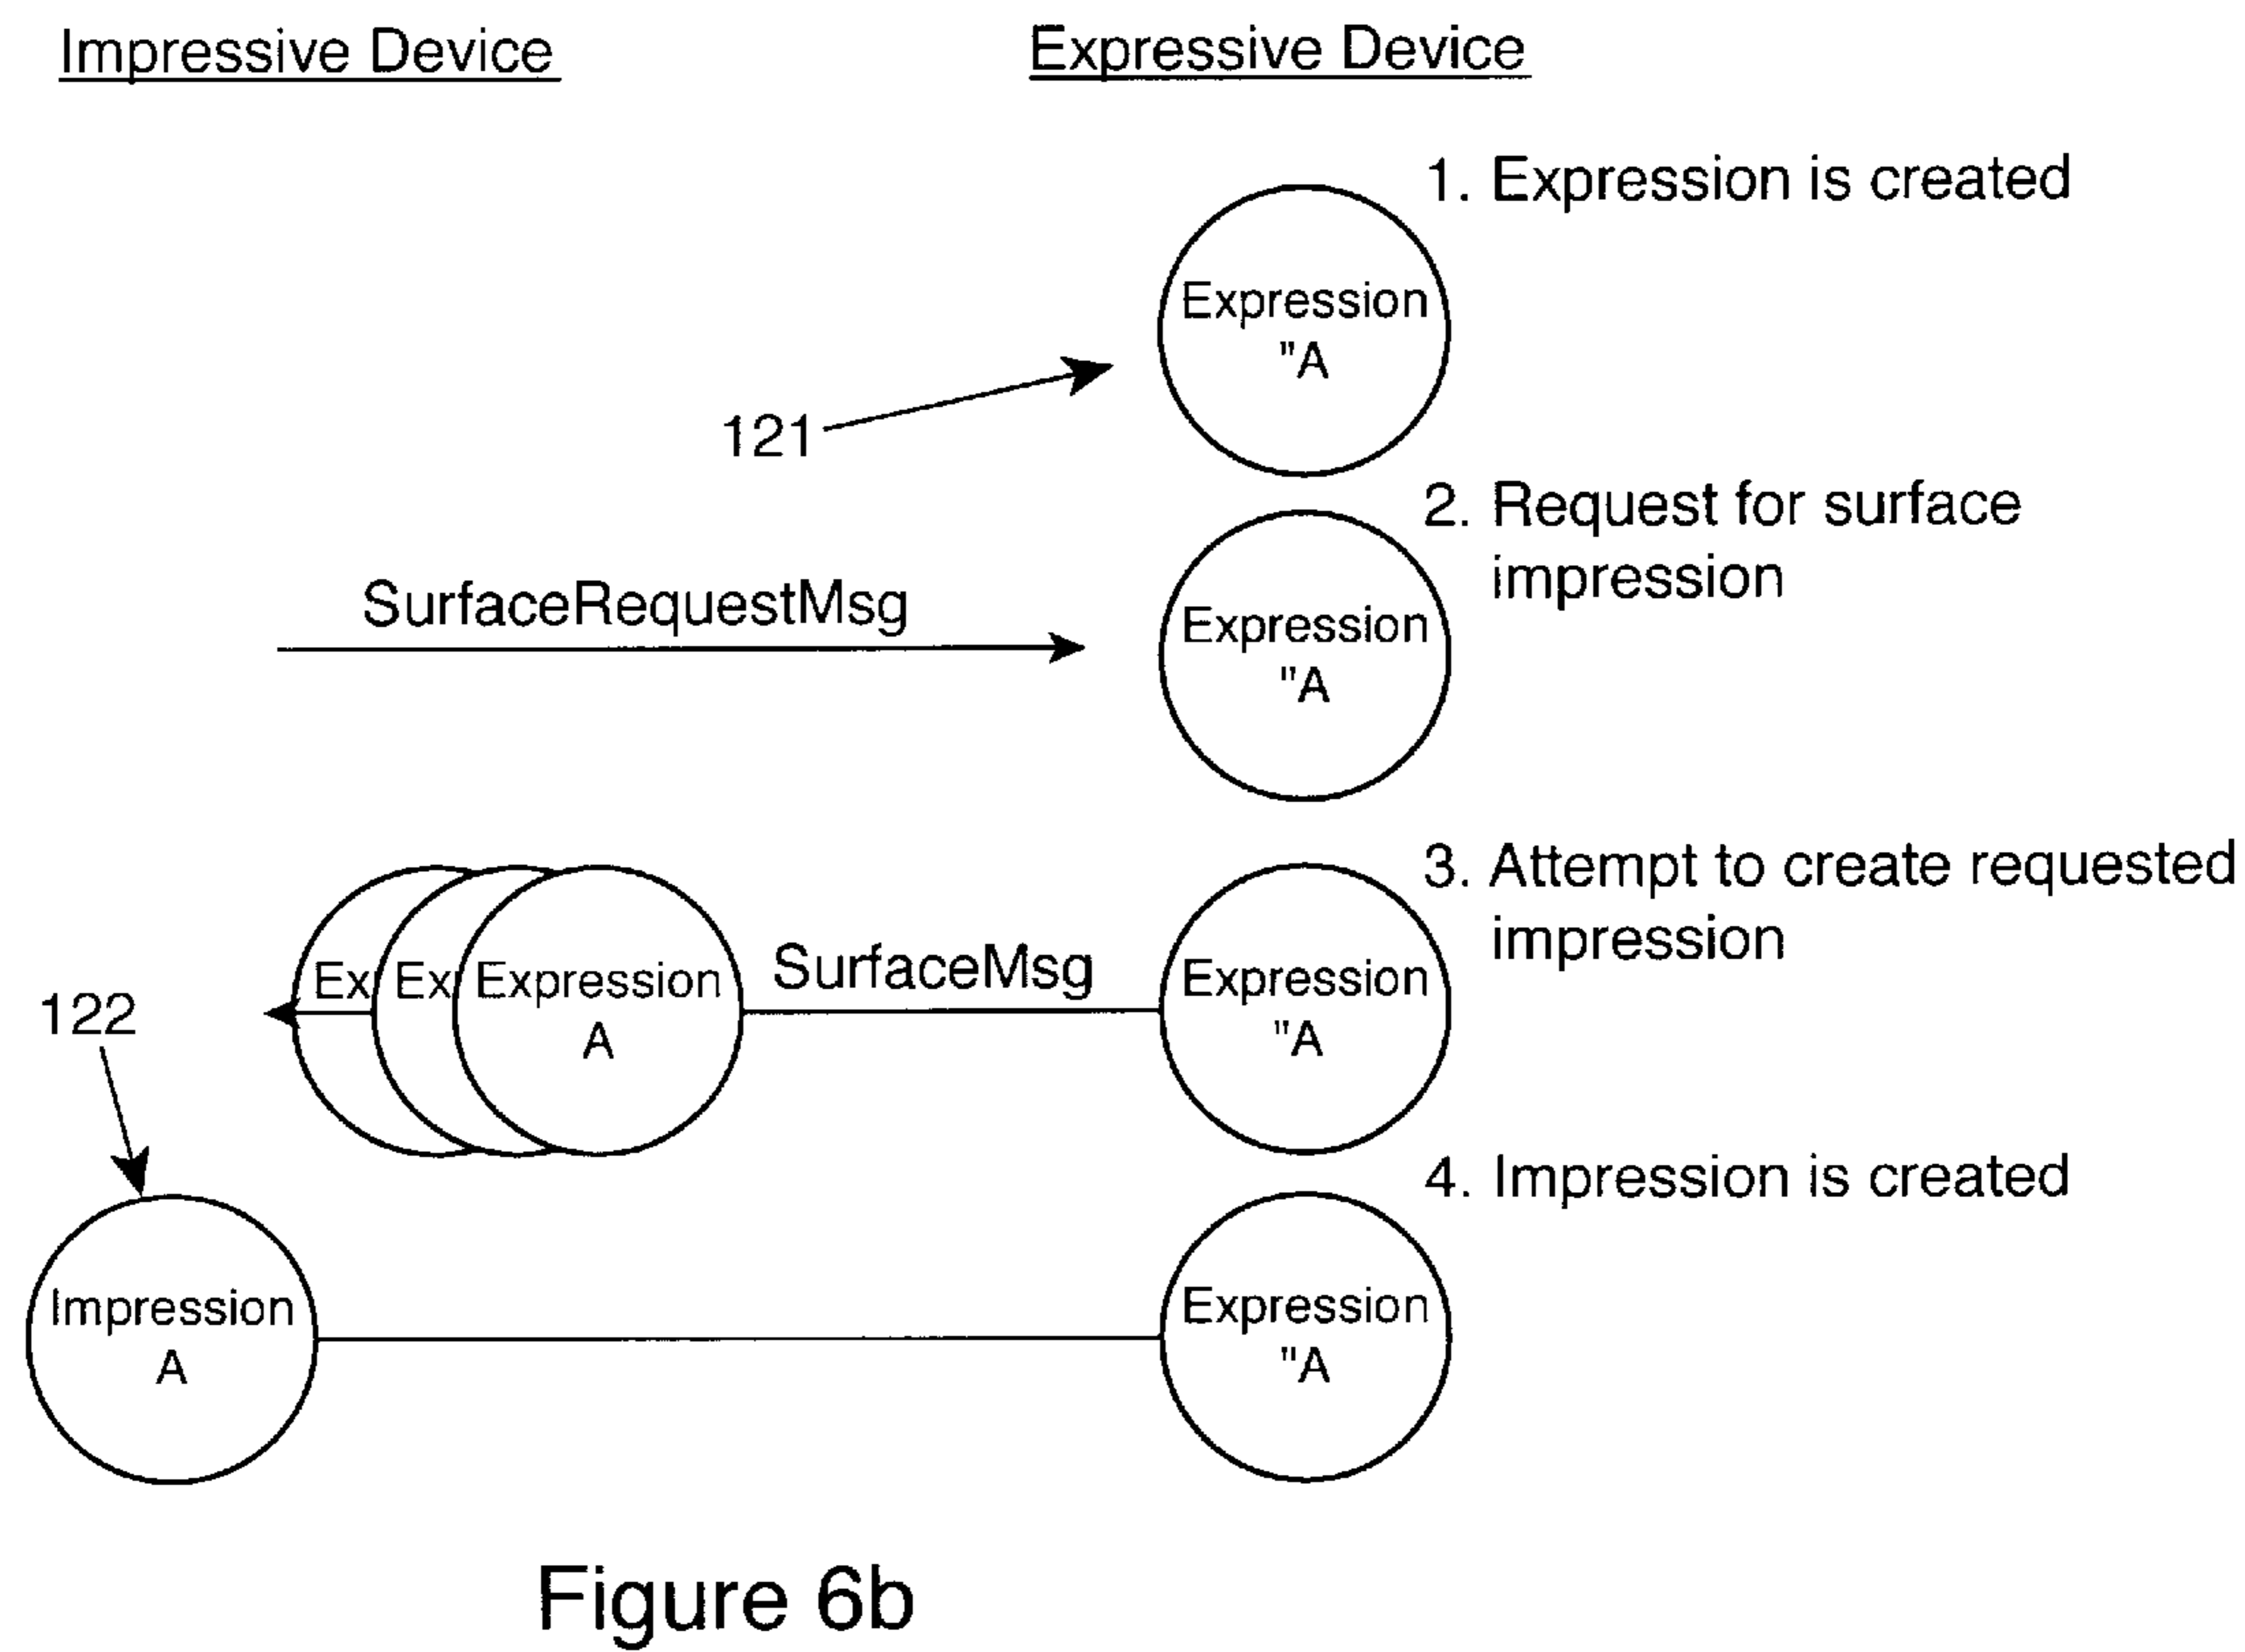 Impressive Device
Expressive Device
1. Expression is created
Expression
"A
121
2. Request for surface
impression
SurfaceRequestMsg
Expression
"A
3. Attempt to create requested
impression
Ex Ex Expression
A
SurfaceMsg
Expression
"A
122
4. Impression is created
Impression
A
Expression
"A
Figure 6b